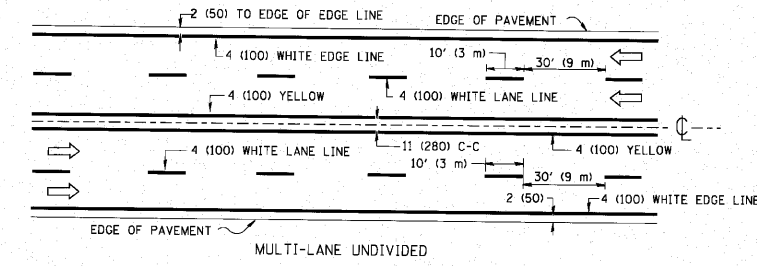 2 (50) TO EDGE OF EDGE LINE
EDGE OF PAVEMENT
4 (100) WHITE EDGE LINE
10' (3 m)
30' (9 m)
4 (100) YELLOW
4 (100) WHITE LANE LINE
℄
4 (100) WHITE LANE LINE
11 (280) C-C
4 (100) YELLOW
10' (3 m)
30' (9 m)
2 (50)
4 (100) WHITE EDGE LINE
EDGE OF PAVEMENT
MULTI-LANE UNDIVIDED